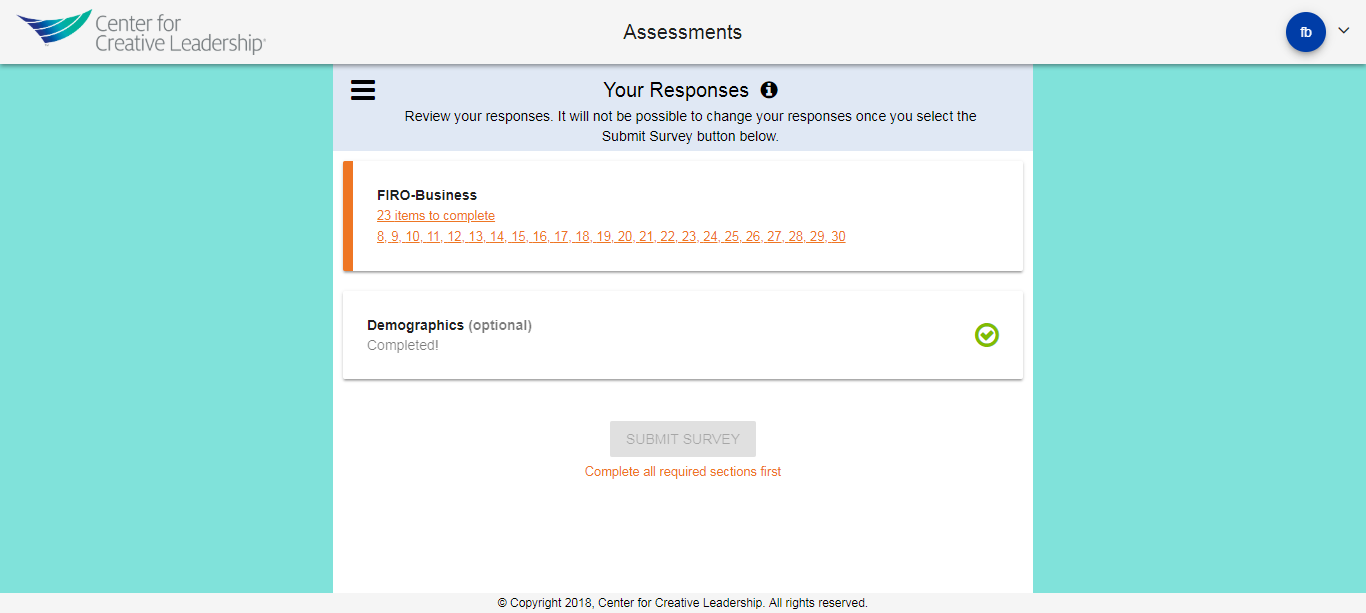 Center for
Creative Leadership®
Assessments
fb
Your Responses
Review your responses. It will not be possible to change your responses once you select the
Submit Survey button below.
FIRO-Business
23 items to complete
8, 9, 10, 11, 12, 13, 14, 15, 16, 17, 18, 19, 20, 21, 22, 23, 24, 25, 26, 27, 28, 29, 30
Demographics (optional)
Completed!
SUBMIT SURVEY
Complete all required sections first
© Copyright 2018, Center for Creative Leadership. All rights reserved.